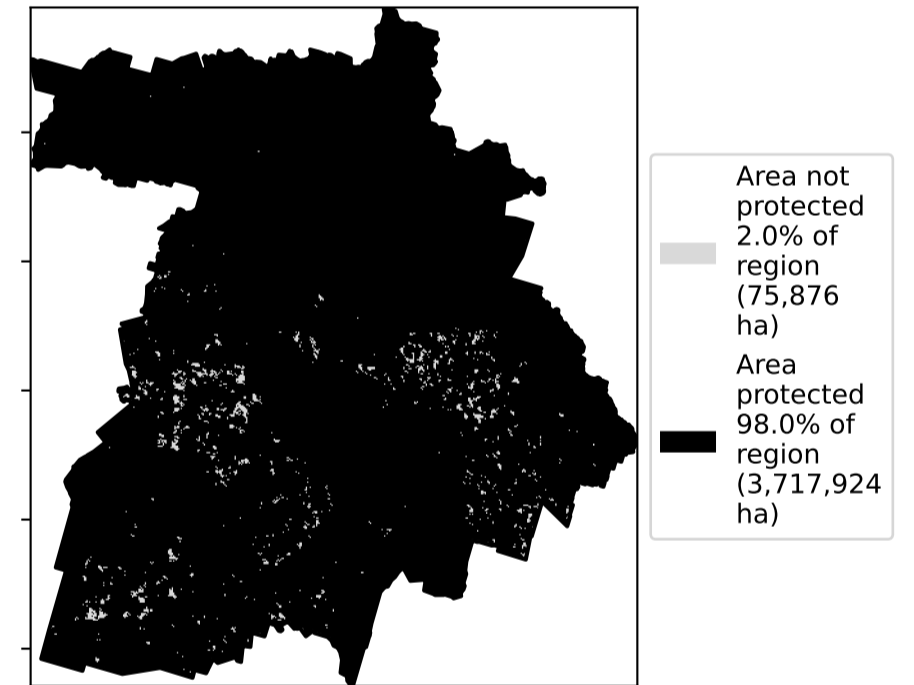 Area not
protected
2.0% of
region
(75,876
ha)
Area
protected
98.0% of
region
(3,717,924
ha)